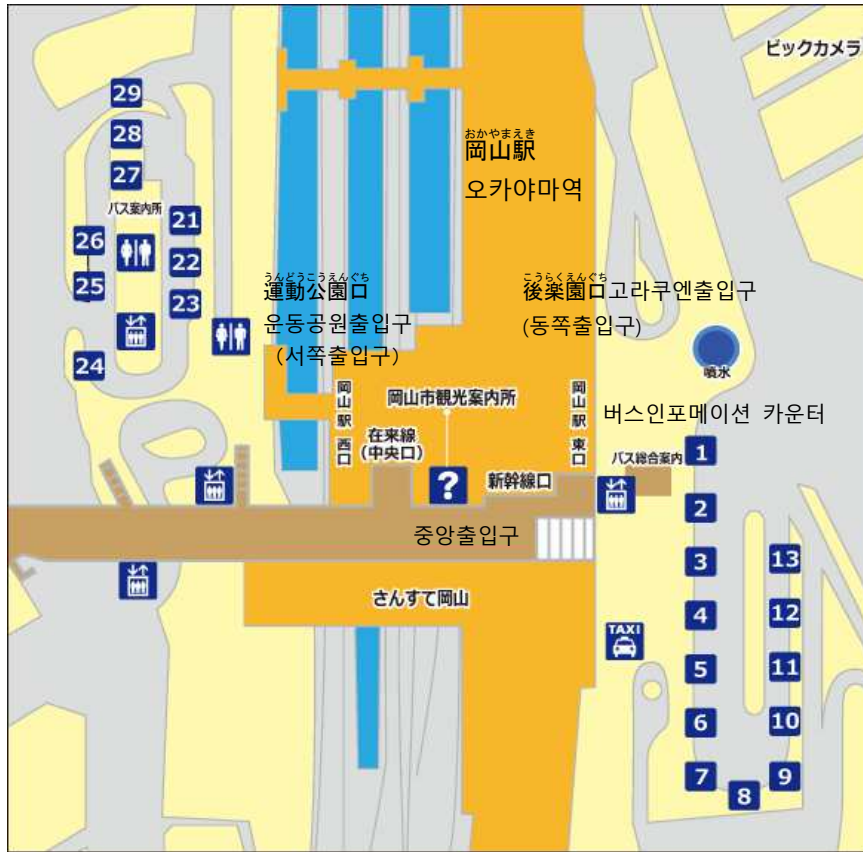 ビックカメラ
29
28
27
バス案内所
26
25
24
21
22
23
おかやまえき
岡山駅
오카야마역
うんどうこうえんぐち
運動公園口
운동공원출입구
(서쪽출입구)
こうらくえんぐち
後楽園口고라쿠엔출입구
(동쪽출입구)
噴水
岡山駅 西口
岡山市観光案内所
在来線
(中央口)
?
新幹線口
岡山駅 東口
버스인포메이션 카운터
バス総合案内
중앙출입구
さんすて岡山
TAXI
1
2
3
4
5
6
7
8
9
10
11
12
13